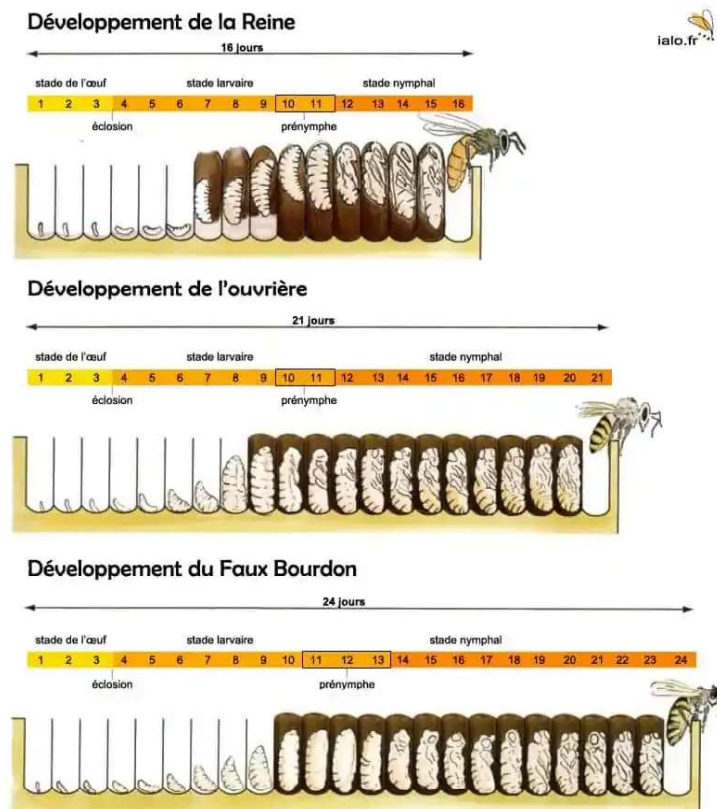 Développement de la Reine
ialo.fr
16 jours
stade de l'œuf stade larvaire stade nymphal
1 2 3 4 5 6 7 8 9 10 11 12 13 14 15 16
éclosion prénymphe
Développement de l'ouvrière
21 jours
stade de l'œuf stade larvaire stade nymphal
1 2 3 4 5 6 7 8 9 10 11 12 13 14 15 16 17 18 19 20 21
éclosion prénymphe
Développement du Faux Bourdon
24 jours
stade de l'œuf stade larvaire stade nymphal
1 2 3 4 5 6 7 8 9 10 11 12 13 14 15 16 17 18 19 20 21 22 23 24
éclosion prénymphe